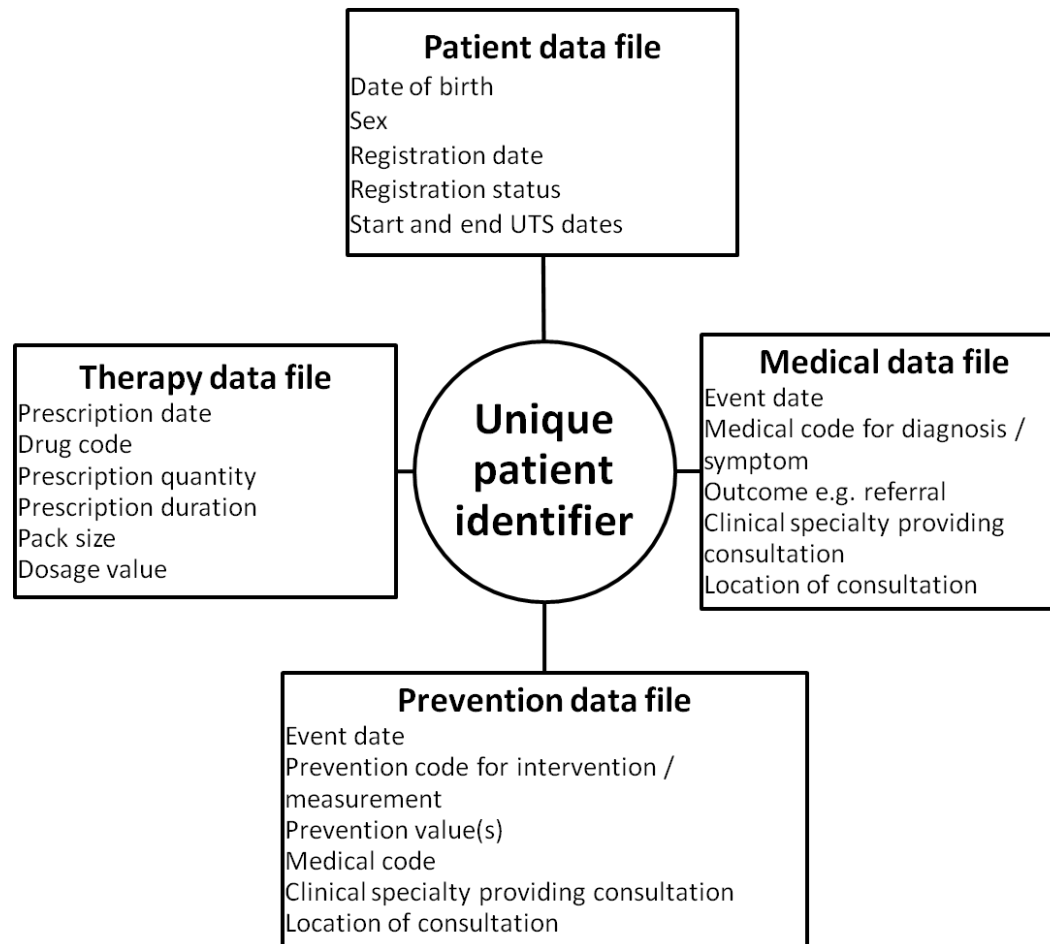 Patient data file
Date of birth
Sex
Registration date
Registration status
Start and end UTS dates
Therapy data file
Prescription date
Drug code
Prescription quantity
Prescription duration
Pack size
Dosage value
Unique
patient
identifier
Medical data file
Event date
Medical code for diagnosis /
symptom
Outcome e.g. referral
Clinical specialty providing
consultation
Location of consultation
Prevention data file
Event date
Prevention code for intervention /
measurement
Prevention value(s)
Medical code
Clinical specialty providing consultation
Location of consultation